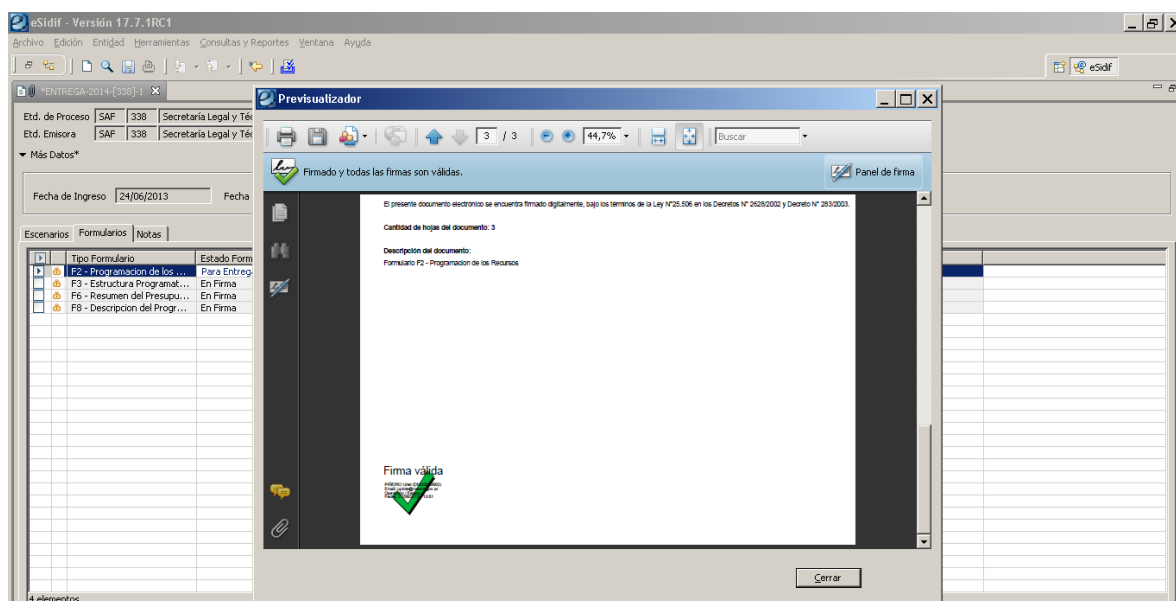 eSidif - Versión 17.7.1RC1
Archivo Edición Entidad Herramientas Consultas y Reportes Ventana Ayuda
eSidif
*ENTREGA-2014-[338]-1
Etd. de Proceso SAF 338 Secretaría Legal y Téc
Etd. Emisora SAF 338 Secretaría Legal y Téc
Más Datos*
Fecha de Ingreso 24/06/2013 Fecha
Escenarios Formularios Notas
Tipo Formulario Estado Form
F2 - Programacion de los ... Para Entreg
F3 - Estructura Programat... En Firma
F6 - Resumen del Presupu... En Firma
F8 - Descripcion del Progr... En Firma
4 elementos
Previsualizador
3 / 3 44,7% Buscar
Firmado y todas las firmas son válidas. Panel de firma
El presente documento electrónico se encuentra firmado digitalmente, bajo los términos de la Ley N°25.506 en los Decretos N° 2628/2002 y Decreto N° 283/2003.
Cantidad de hojas del documento: 3
Descripción del documento:
Formulario F2 - Programacion de los Recursos
Firma válida
Cerrar